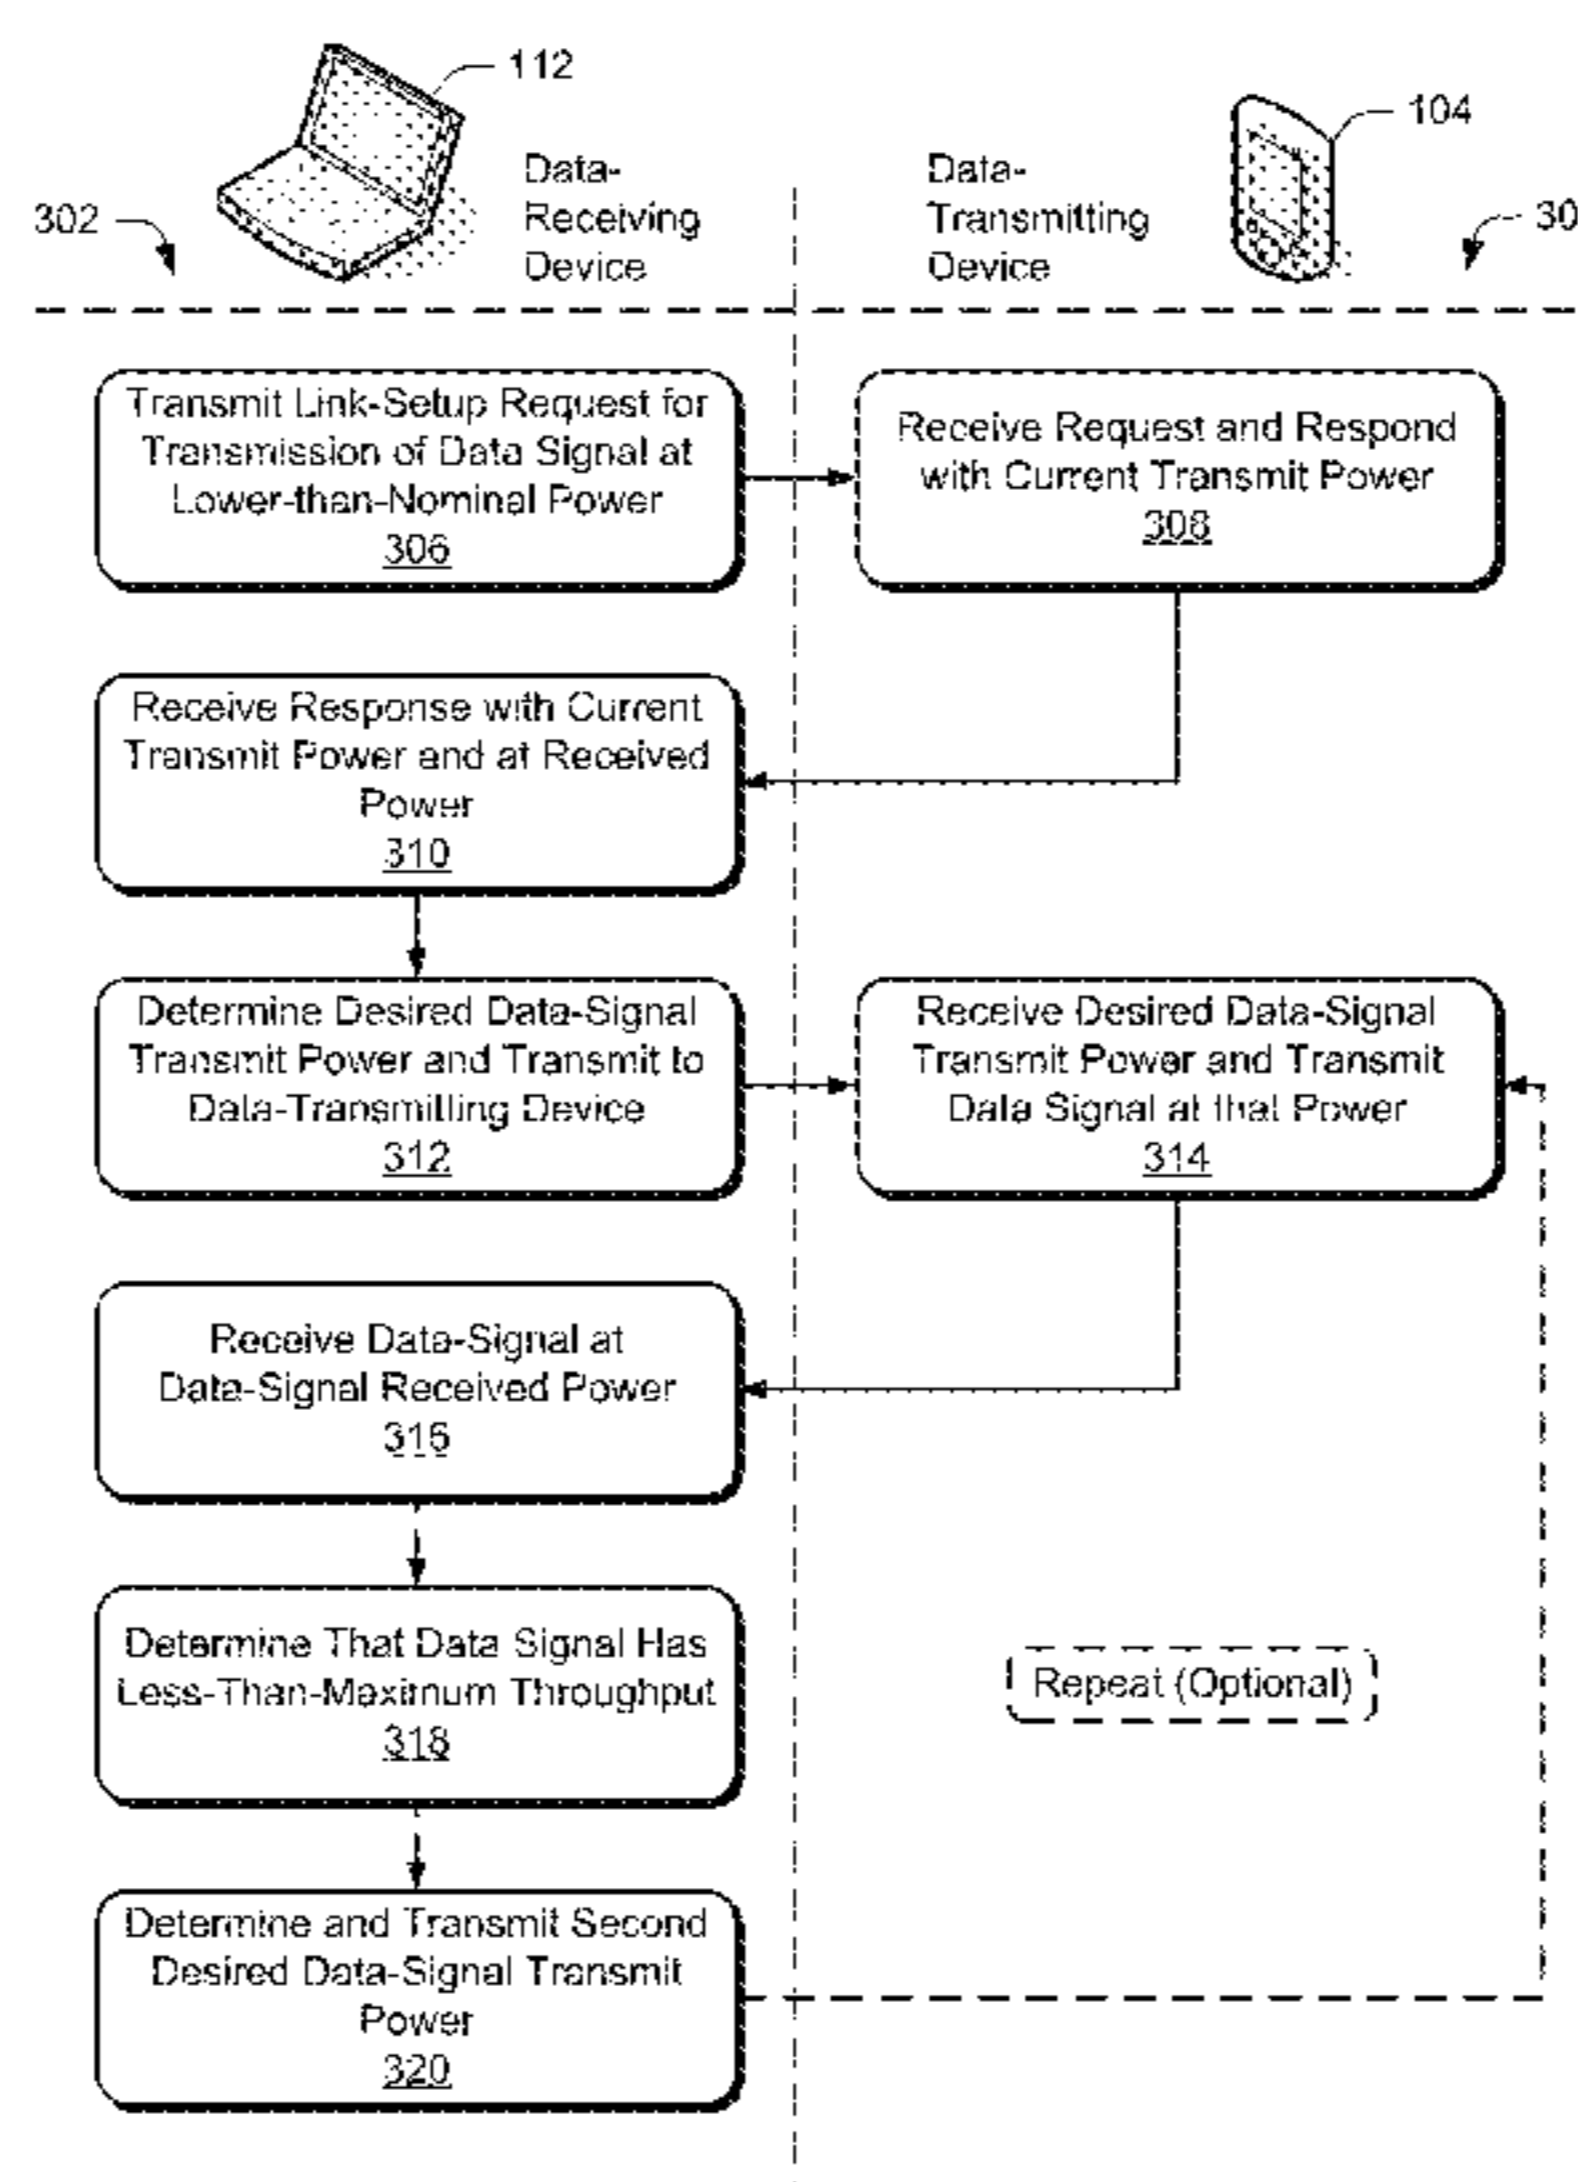 112
104
302
Data-
Receiving
Device
Data-
Transmitting
Device
30
Transmit Link-Setup Request for
Transmission of Data Signal at
Lower-than-Nominal Power
306
Receive Request and Respond
with Current Transmit Power
308
Receive Response with Current
Transmit Power and at Received
Power
310
Determine Desired Data-Signal
Transmit Power and Transmit to
Data-Transmitting Device
312
Receive Desired Data-Signal
Transmit Power and Transmit
Data Signal at that Power
314
Receive Data-Signal at
Data-Signal Received Power
316
Determine That Data Signal Has
Less-Than-Maximum Throughput
318
Repeat (Optional)
Determine and Transmit Second
Desired Data-Signal Transmit
Power
320